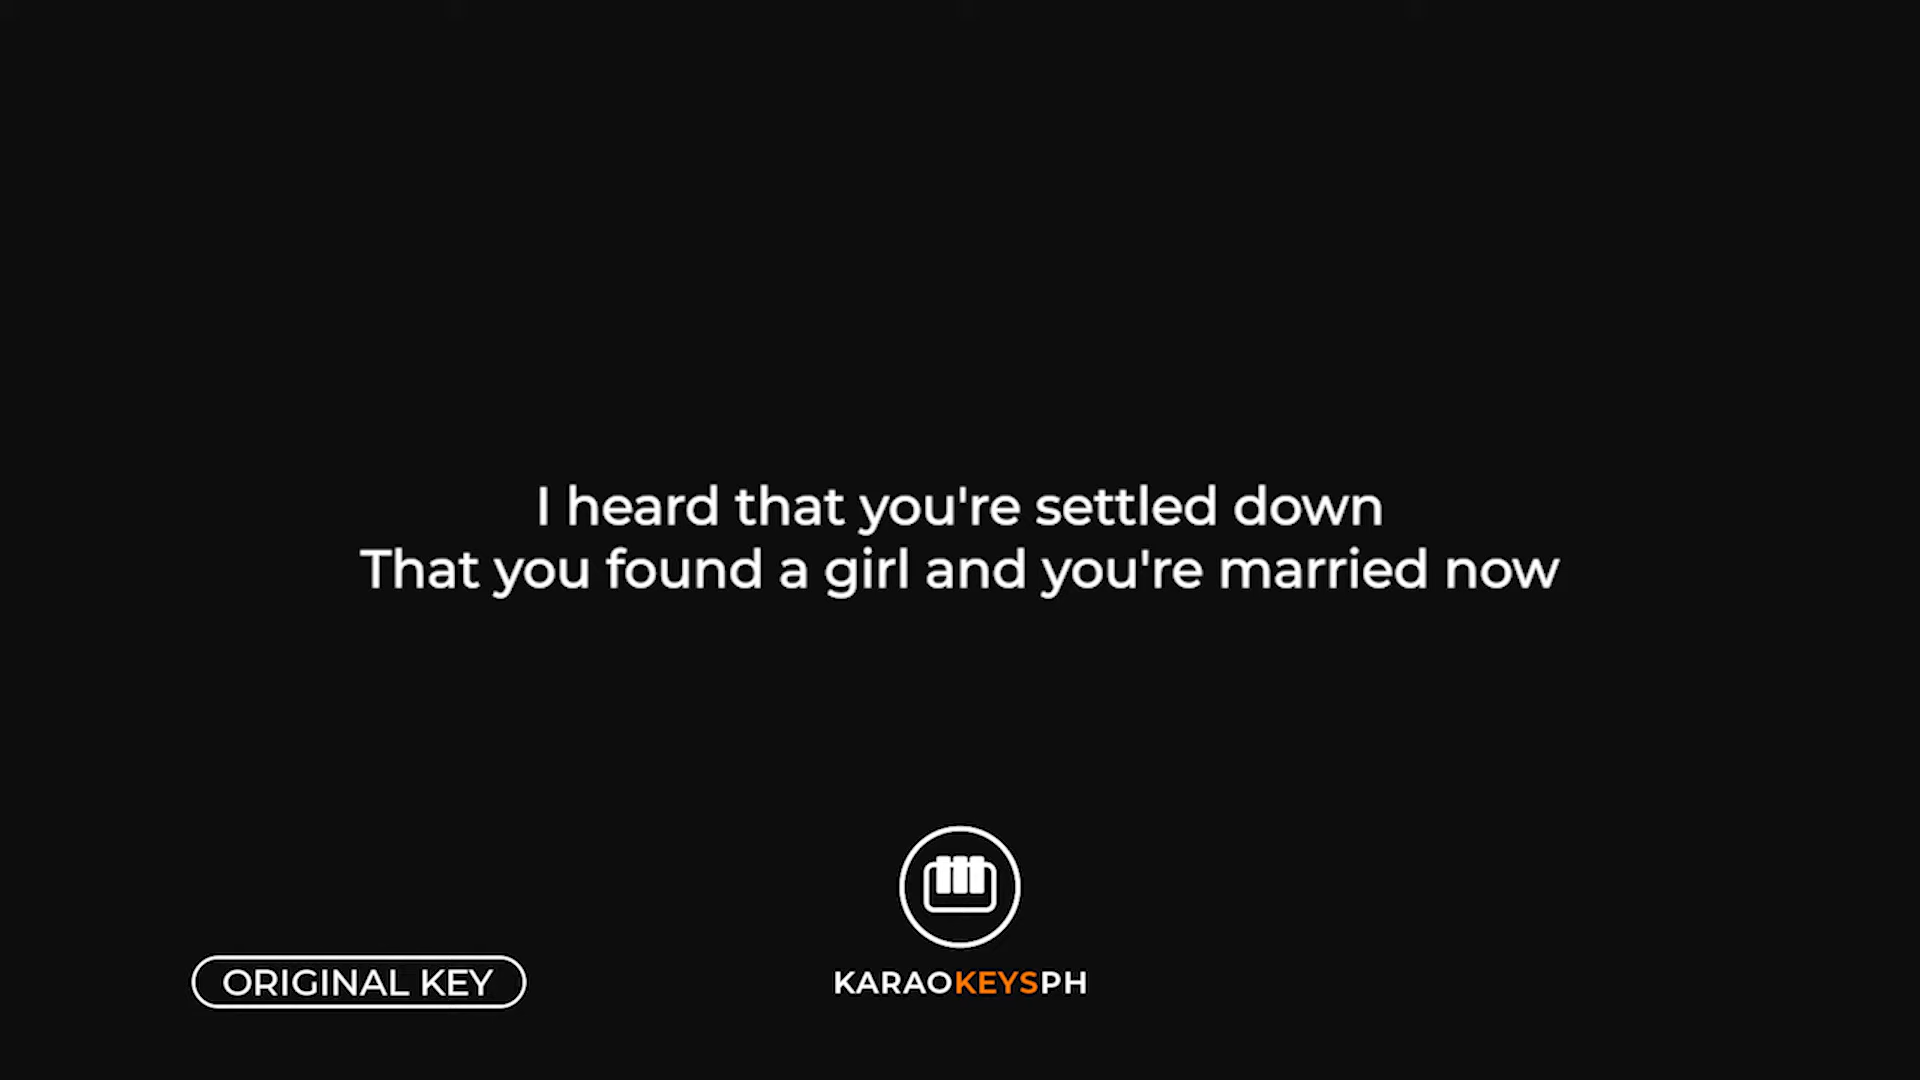 I heard that you're settled down
That you found a girl and you're married now
ORIGINAL KEY
KARAOKEYSPH